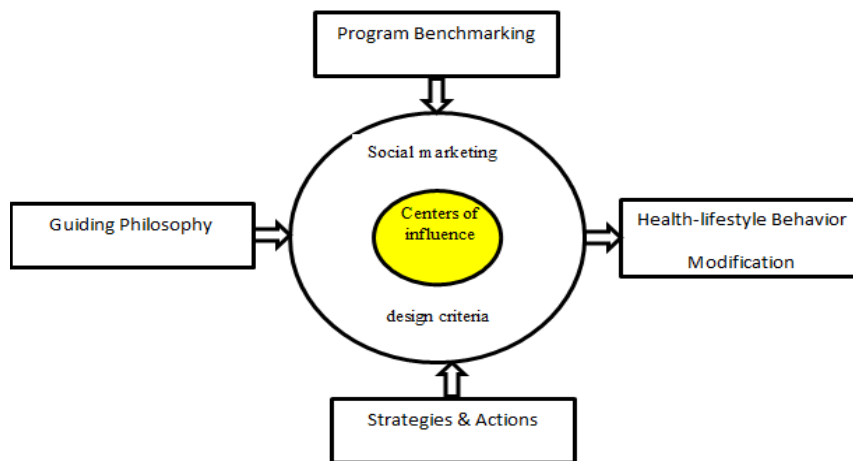 Program Benchmarking
Social marketing
Centers of
influence
Guiding Philosophy
Health-lifestyle Behavior
Modification
design criteria
Strategies & Actions